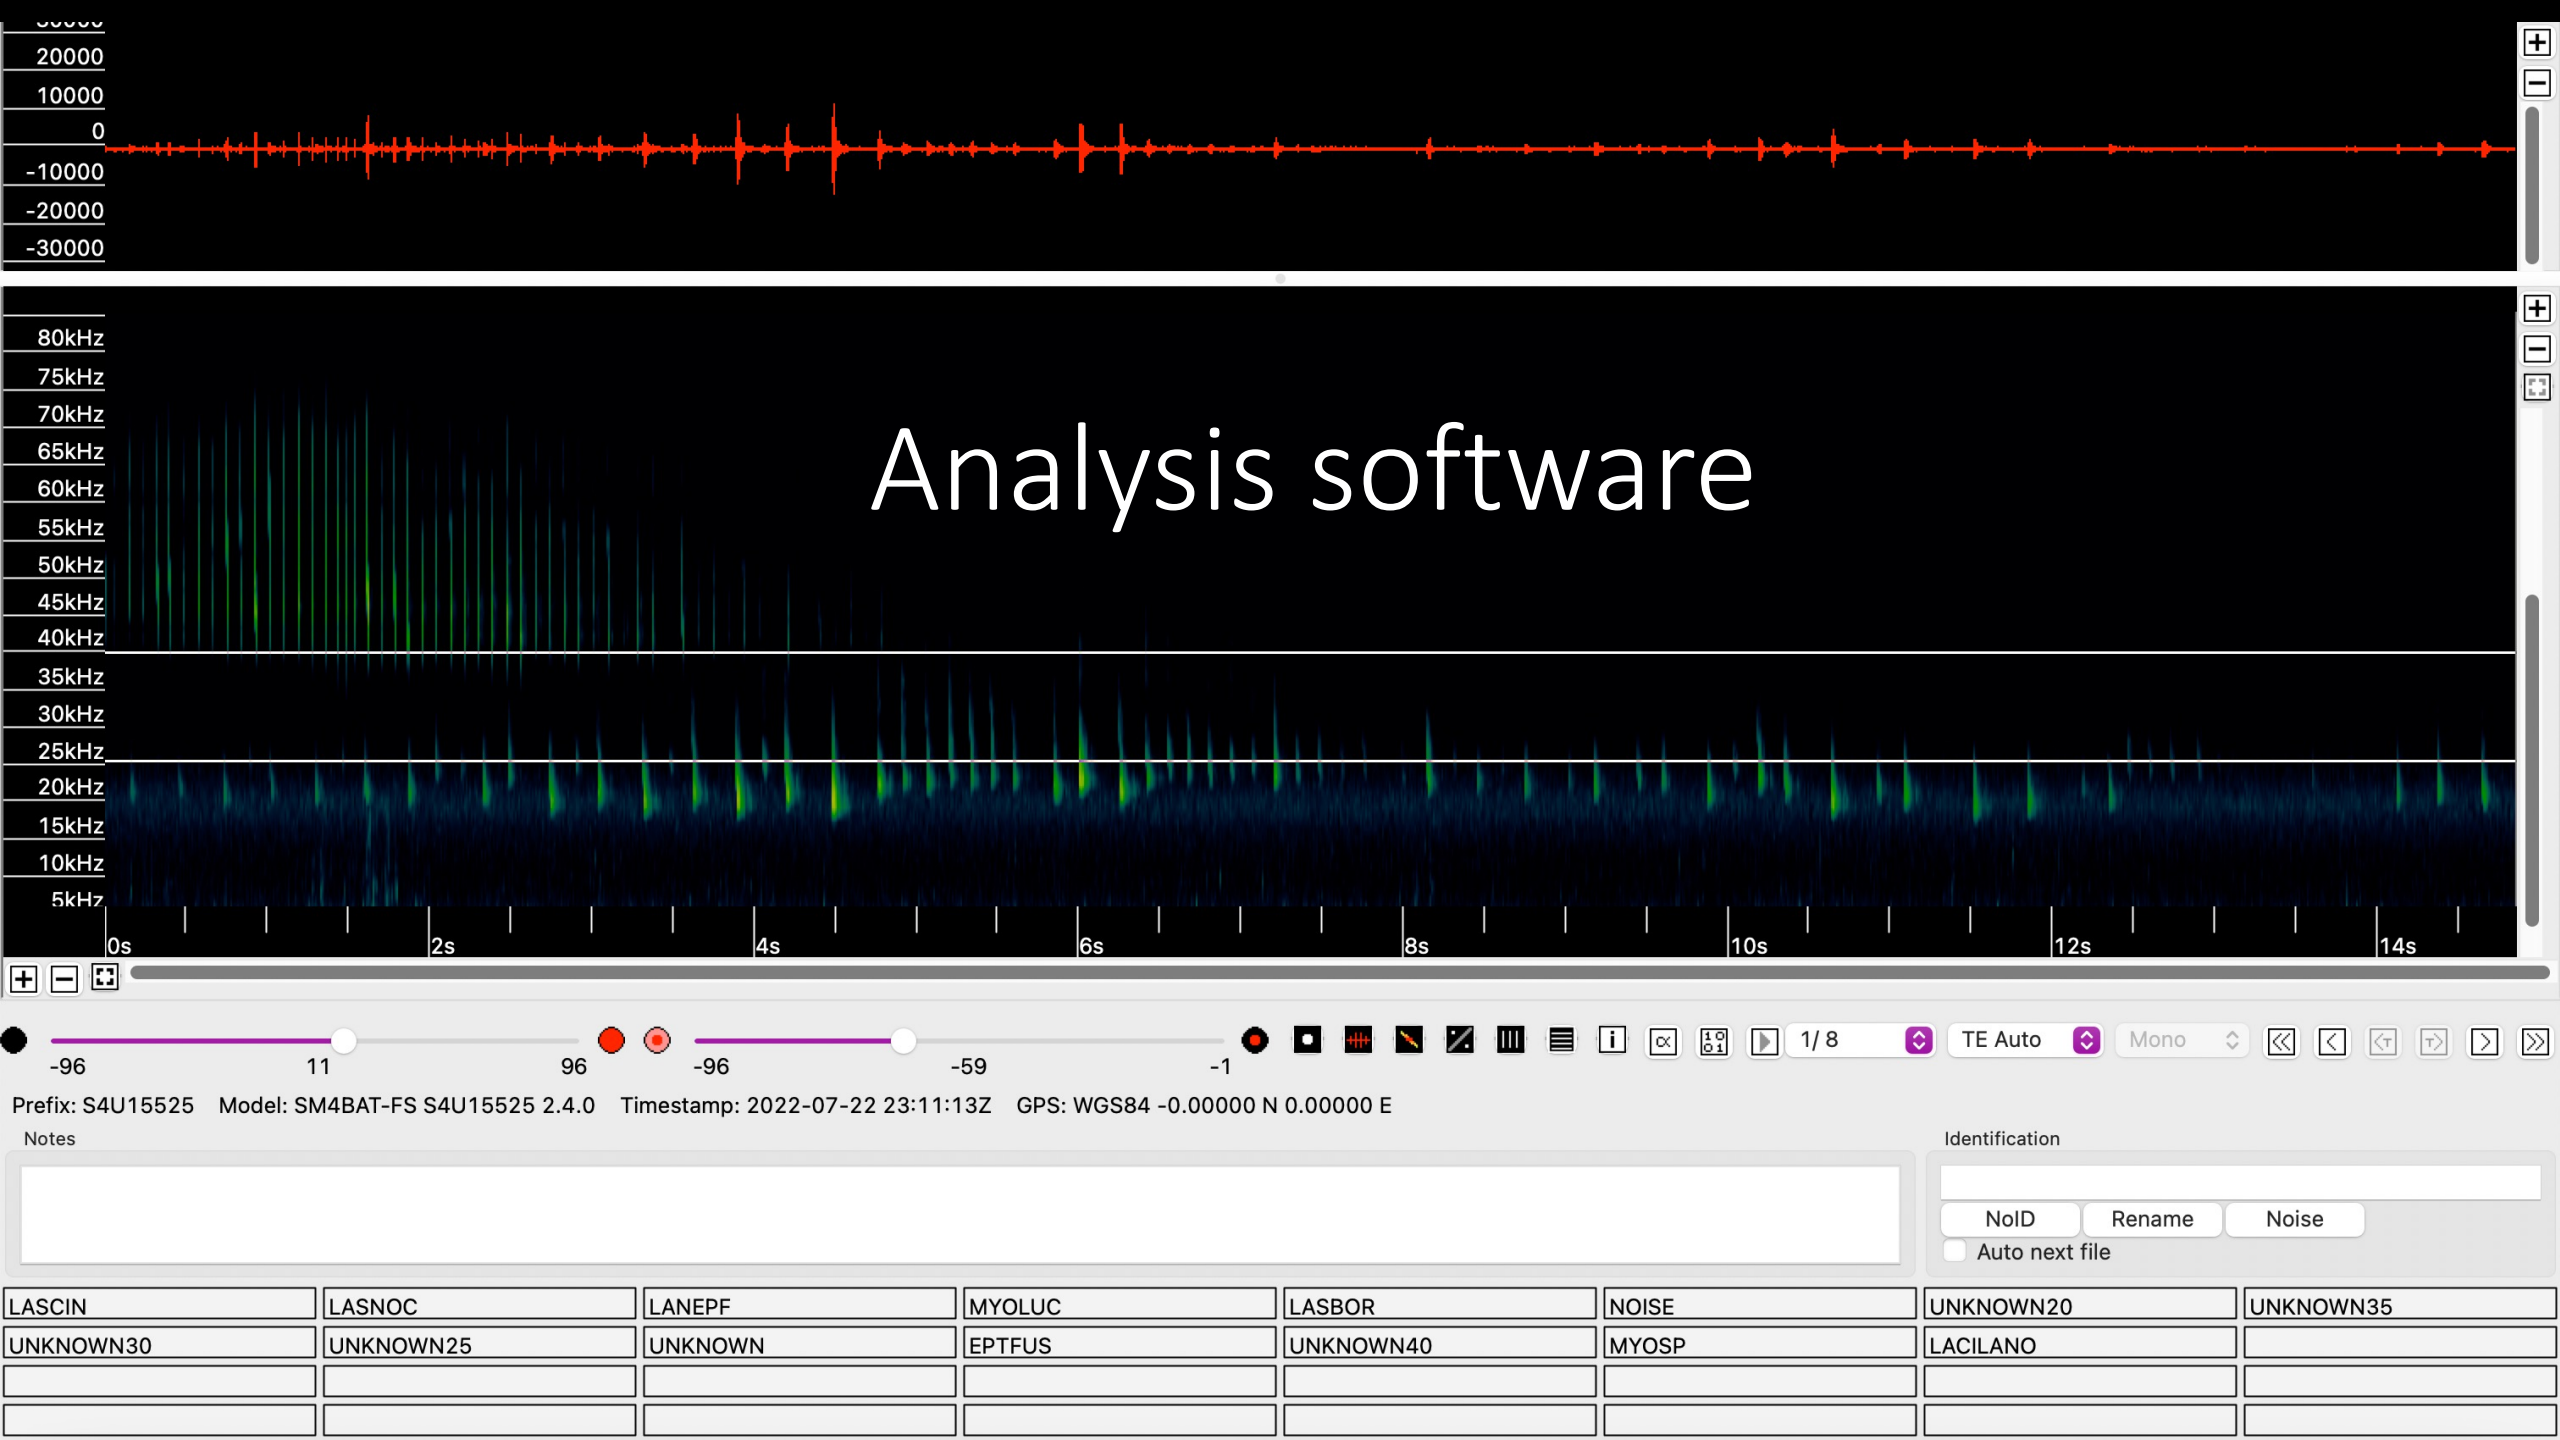 20000
10000
0
-10000
-20000
-30000
80kHz
75kHz
70kHz
65kHz
60kHz
55kHz
50kHz
45kHz
40kHz
35kHz
30kHz
25kHz
20kHz
15kHz
10kHz
5kHz
Analysis software
0s 2s 4s 6s 8s 10s 12s 14s
1/ 8 TE Auto Mono
-96 11 96 -96 -59 -1
Prefix: S4U15525 Model: SM4BAT-FS S4U15525 2.4.0 Timestamp: 2022-07-22 23:11:13Z GPS: WGS84 -0.00000 N 0.00000 E
Notes Identification
NoID Rename Noise
Auto next file
LASCIN LASNOC LANEPF MYOLUC LASBOR NOISE UNKNOWN20 UNKNOWN35
UNKNOWN30 UNKNOWN25 UNKNOWN EPTFUS UNKNOWN40 MYOSP LACILANO